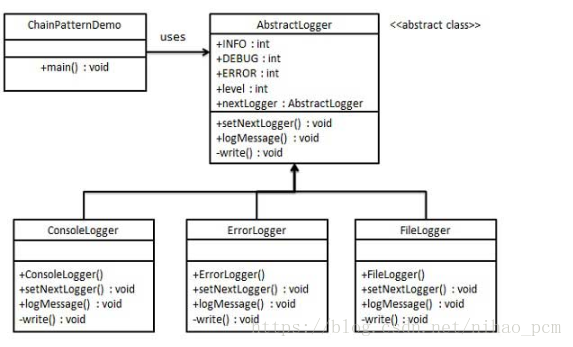 ChainPatternDemo
+main() : void
uses
AbstractLogger
+INFO : int
+DEBUG : int
+ERROR : int
+level : int
+nextLogger : AbstractLogger
+setNextLogger() : void
+logMessage() : void
-write() : void
<<abstract class>>
ConsoleLogger
+ConsoleLogger()
+setNextLogger() : void
+logMessage() : void
-write() : void
ErrorLogger
+ErrorLogger()
+setNextLogger() : void
+logMessage() : void
-write() : void
FileLogger
+FileLogger()
+setNextLogger() : void
+logMessage() : void
-write() : void
https://blog.csdn.net/nihao_pcm